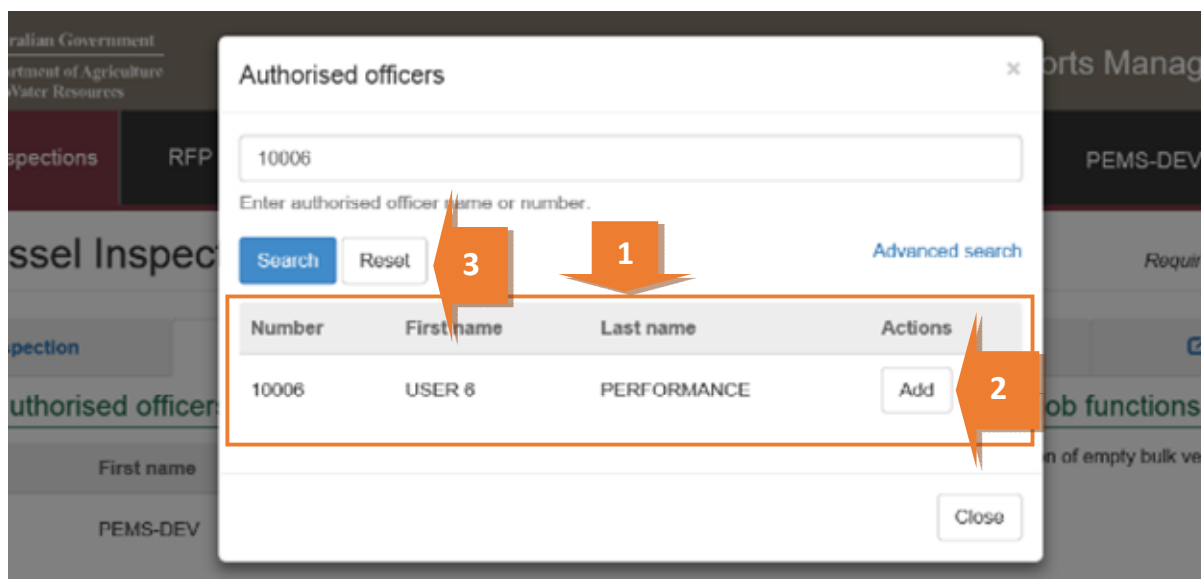 ralian Government
rtment of Agriculture
Water Resources
orts Manag
spections
RFP
PEMS-DEV
ssel Inspec
Requir
pection
uthorised officer
ob functions
First name
n of empty bulk ve
PEMS-DEV
Authorised officers
×
10006
Enter authorised officer name or number.
Search Reset 3 1 Advanced search
Number First name Last name Actions
10006 USER 6 PERFORMANCE Add 2
Close